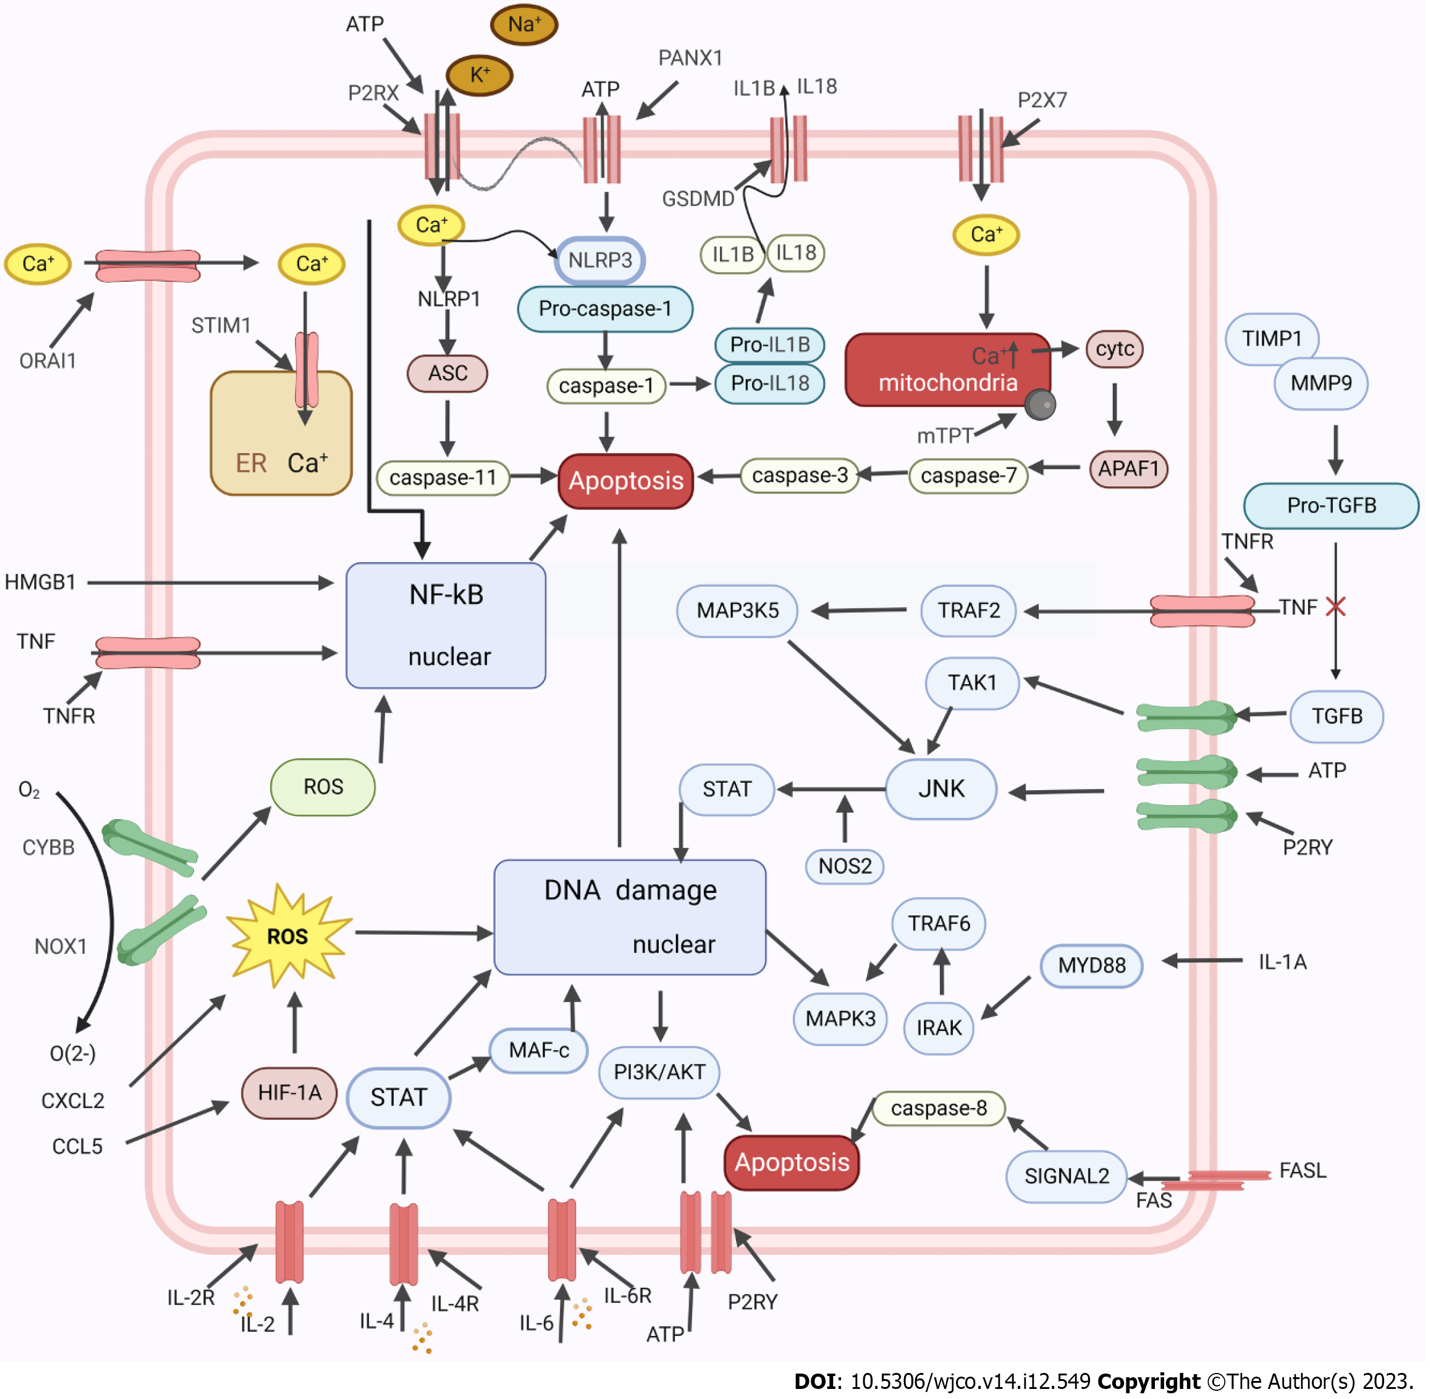 ATP
Na⁺
K⁺
P2RX
ATP
PANX1
IL1B
IL18
P2X7
GSDMD
Ca⁺
Ca⁺
IL1B
IL18
NLRP3
Ca⁺
Ca⁺
ORAI1
STIM1
NLRP1
Pro-caspase-1
Pro-IL1B
Pro-IL18
ASC
caspase-1
Ca⁺
mitochondria
cytc
TIMP1
MMP9
mTPT
ER Ca⁺
caspase-11
Apoptosis
caspase-3
caspase-7
APAF1
Pro-TGFB
TNFR
HMGB1
NF-kB
nuclear
MAP3K5
TRAF2
TNF
TNF
TNFR
TAK1
TGFB
O₂
CYBB
ROS
STAT
JNK
ATP
NOS2
P2RY
NOX1
ROS
DNA damage
nuclear
TRAF6
MYD88
IL-1A
MAPK3
IRAK
O(2-)
CXCL2
CCL5
HIF-1A
STAT
MAF-c
PI3K/AKT
caspase-8
Apoptosis
SIGNAL2
FASL
FAS
IL-2R
IL-2
IL-4
IL-4R
IL-6
IL-6R
ATP
P2RY
DOI: 10.5306/wjco.v14.i12.549 Copyright ©The Author(s) 2023.